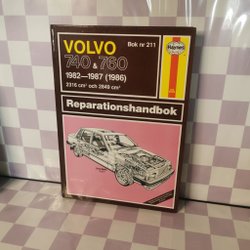 VOLVO
Bok nr 211
740 & 760
1982—1987 (1986)
2316 cm³ och 2849 cm³
Reparationshandbok